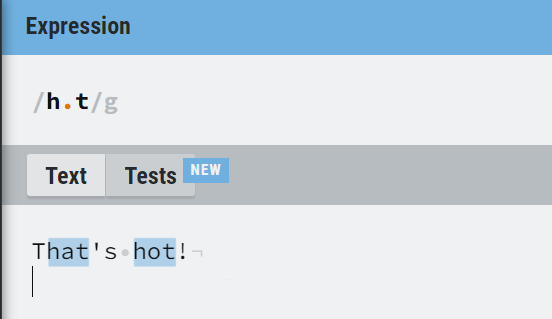 Expression
/h.t/g
Text Tests NEW
That's·hot!¬